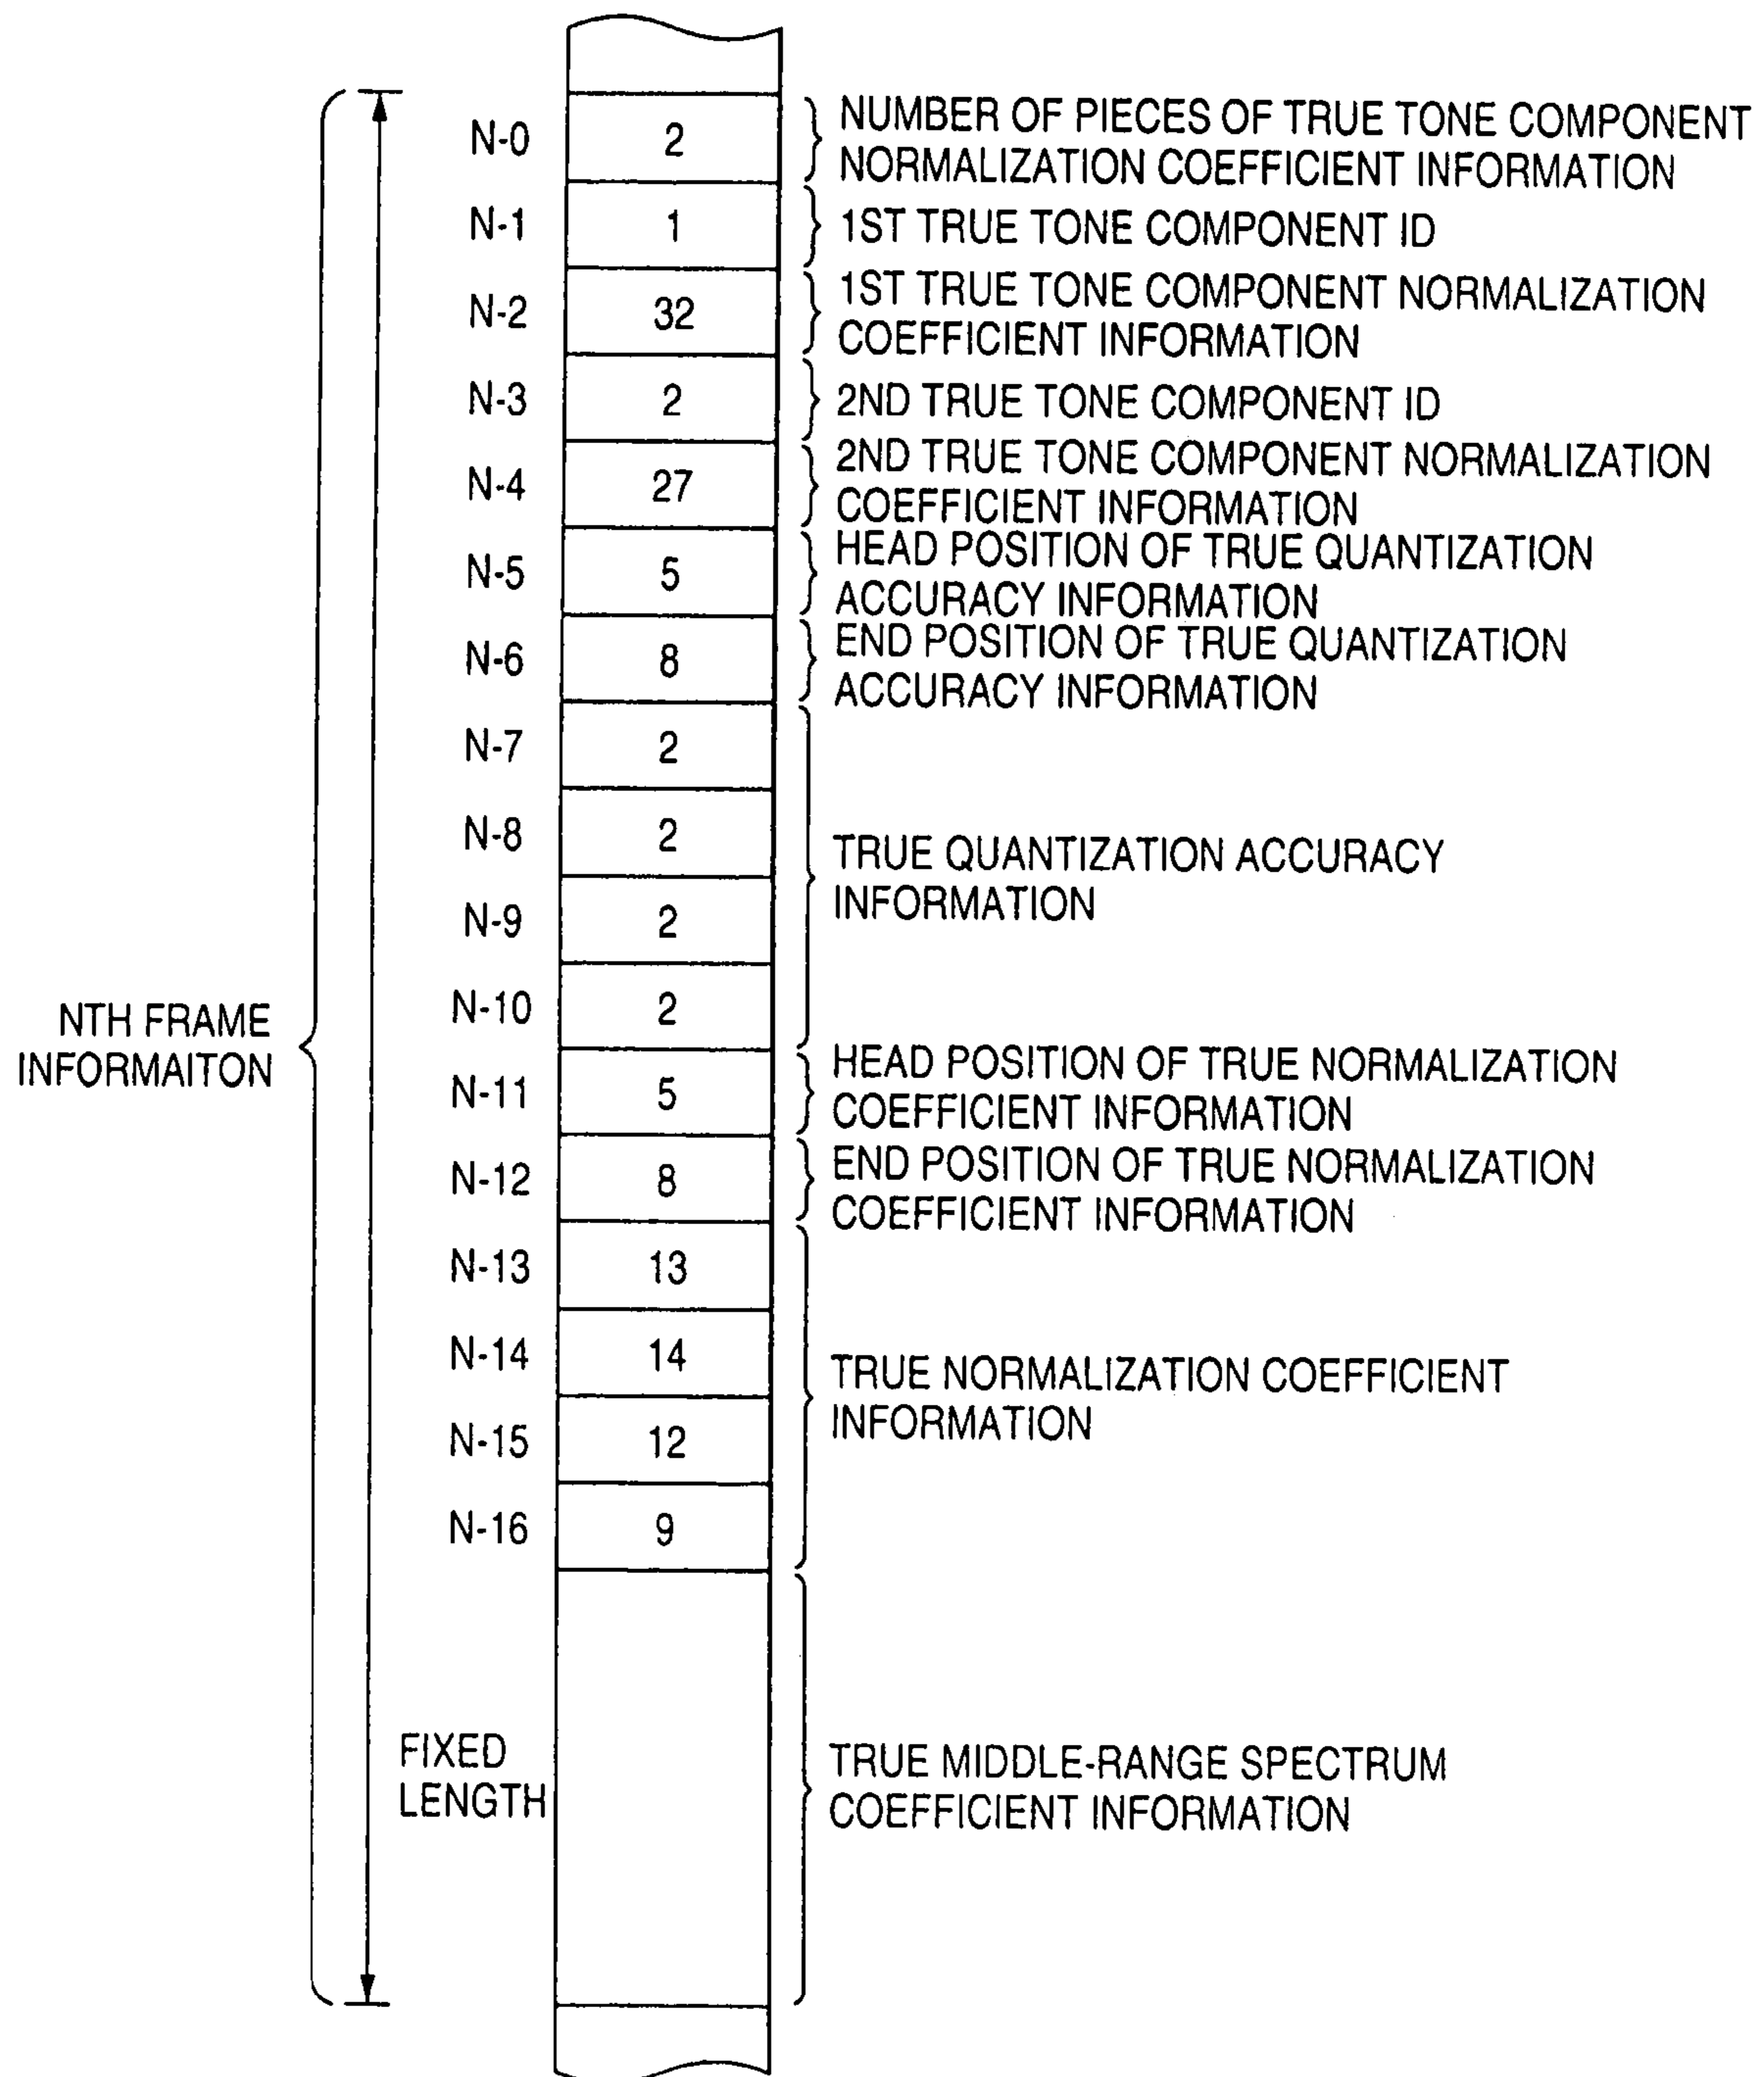 N-0 2 NUMBER OF PIECES OF TRUE TONE COMPONENT
NORMALIZATION COEFFICIENT INFORMATION
N-1 1 1ST TRUE TONE COMPONENT ID
N-2 32 1ST TRUE TONE COMPONENT NORMALIZATION
COEFFICIENT INFORMATION
N-3 2 2ND TRUE TONE COMPONENT ID
N-4 27 2ND TRUE TONE COMPONENT NORMALIZATION
COEFFICIENT INFORMATION
N-5 5 HEAD POSITION OF TRUE QUANTIZATION
ACCURACY INFORMATION
N-6 8 END POSITION OF TRUE QUANTIZATION
ACCURACY INFORMATION
N-7 2
N-8 2
TRUE QUANTIZATION ACCURACY
INFORMATION
N-9 2
N-10 2
NTH FRAME
INFORMAITON
N-11 5 HEAD POSITION OF TRUE NORMALIZATION
COEFFICIENT INFORMATION
N-12 8 END POSITION OF TRUE NORMALIZATION
COEFFICIENT INFORMATION
N-13 13
N-14 14
TRUE NORMALIZATION COEFFICIENT
INFORMATION
N-15 12
N-16 9
FIXED
LENGTH
TRUE MIDDLE-RANGE SPECTRUM
COEFFICIENT INFORMATION